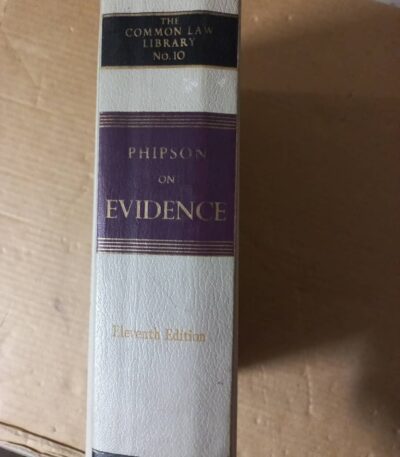 THE
COMMON LAW
LIBRARY
No. 10
PHIPSON
ON
EVIDENCE
Eleventh Edition